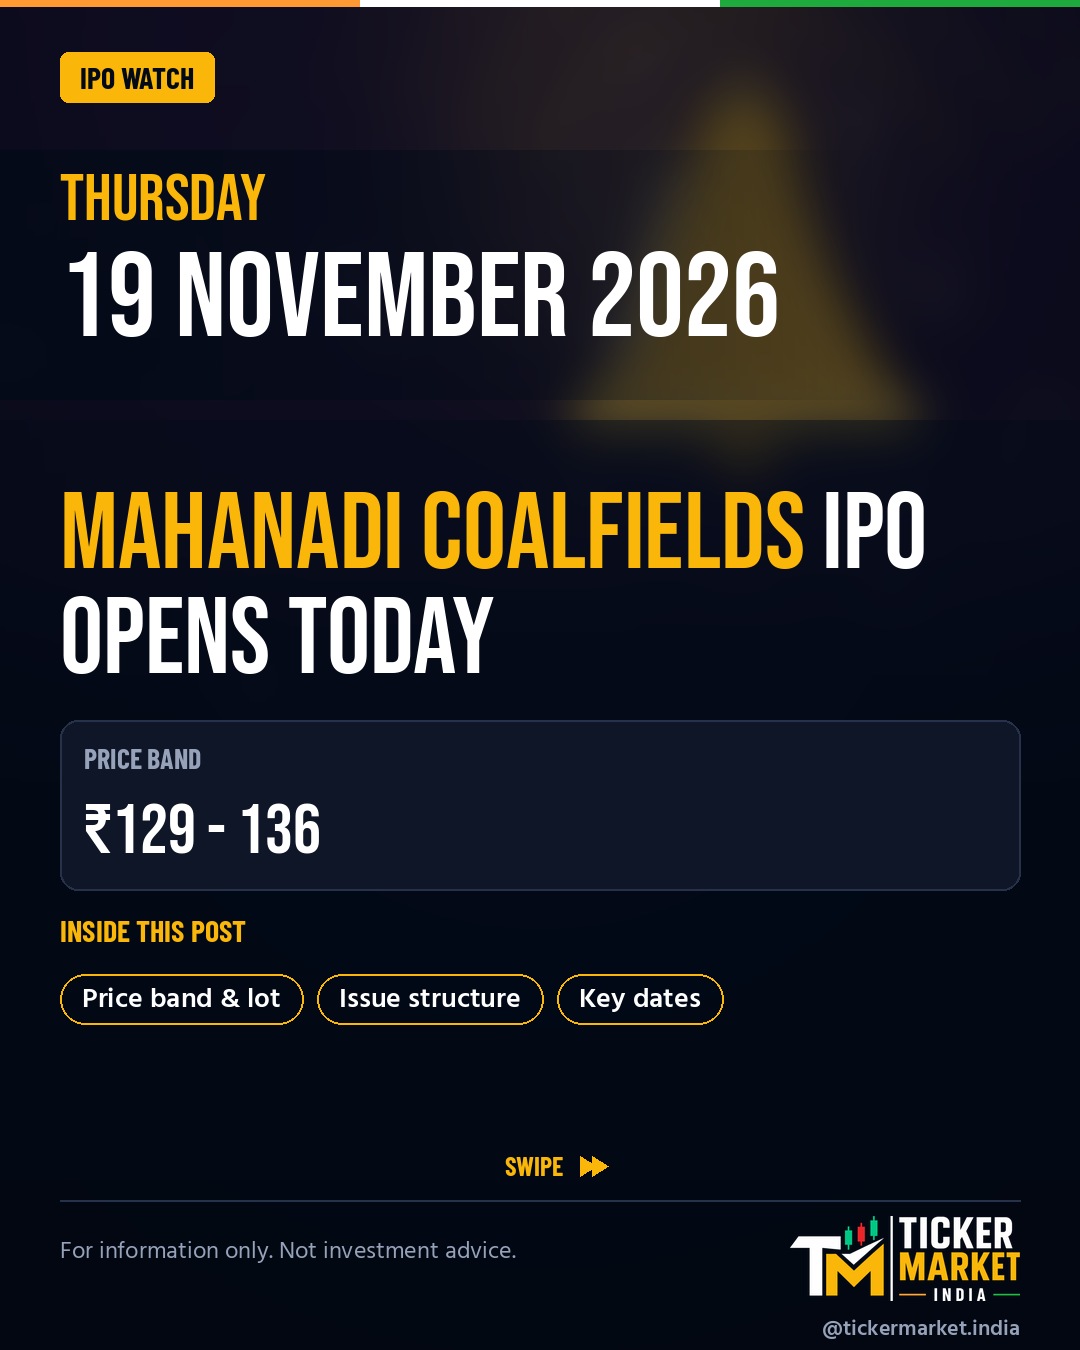 IPO WATCH
THURSDAY
19 NOVEMBER 2026
MAHANADI COALFIELDS IPO
OPENS TODAY
PRICE BAND
₹129 - 136
INSIDE THIS POST
Price band & lot
Issue structure
Key dates
SWIPE
For information only. Not investment advice.
TM
TICKER
MARKET
INDIA
@tickermarket.india